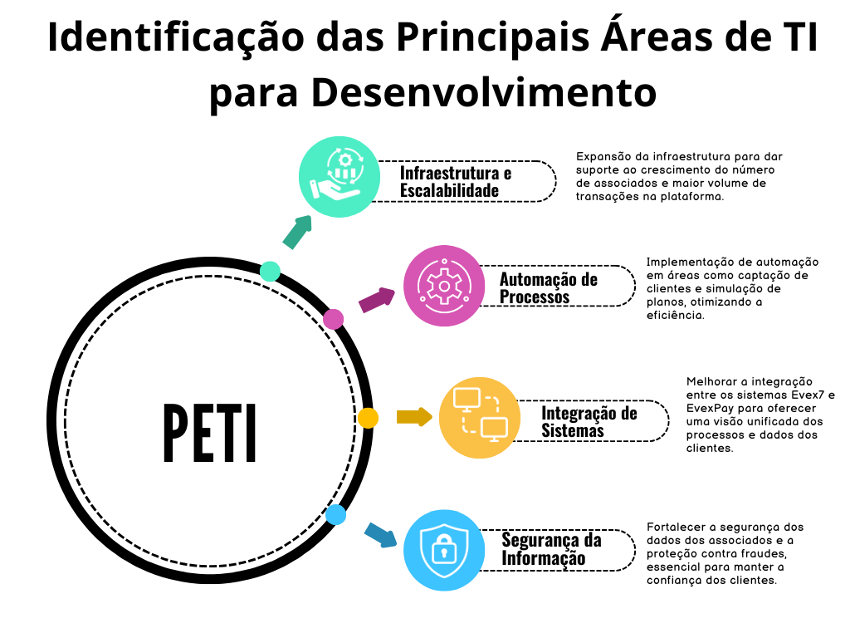 Identificação das Principais Áreas de TI
para Desenvolvimento
Infraestrutura e
Escalabilidade
Expansão da infraestrutura para dar
suporte ao crescimento do número
de associados e maior volume de
transações na plataforma.
Automação de
Processos
Implementação de automação
em áreas como captação de
clientes e simulação de
planos, otimizando a
eficiência.
PETI
Integração de
Sistemas
Melhorar a integração
entre os sistemas Evex7 e
EvexPay para oferecer
uma visão unificada dos
processos e dados dos
clientes.
Segurança da
Informação
Fortalecer a segurança dos
dados dos associados e a
proteção contra fraudes,
essencial para manter a
confiança dos clientes.